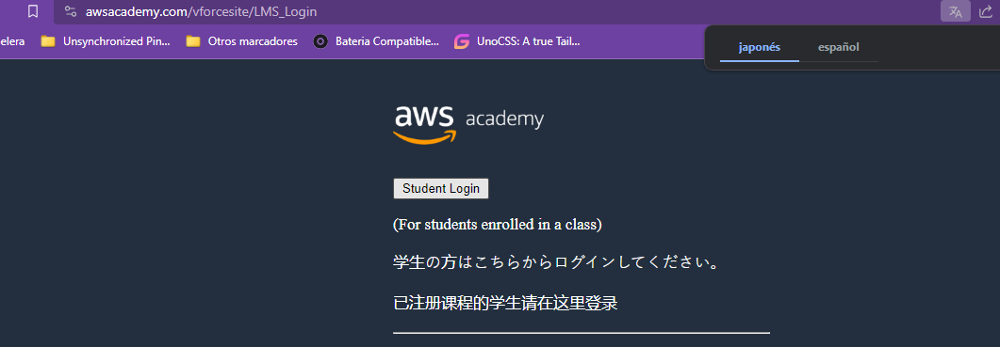 awsacademy.com/vforcesite/LMS_Login
elera Unsynchronized Pin... Otros marcadores Bateria Compatible... UnoCSS: A true Tail...
japonés español
aws academy
Student Login
(For students enrolled in a class)
学生の方はこちらからログインしてください。
已注册课程的学生请在这里登录